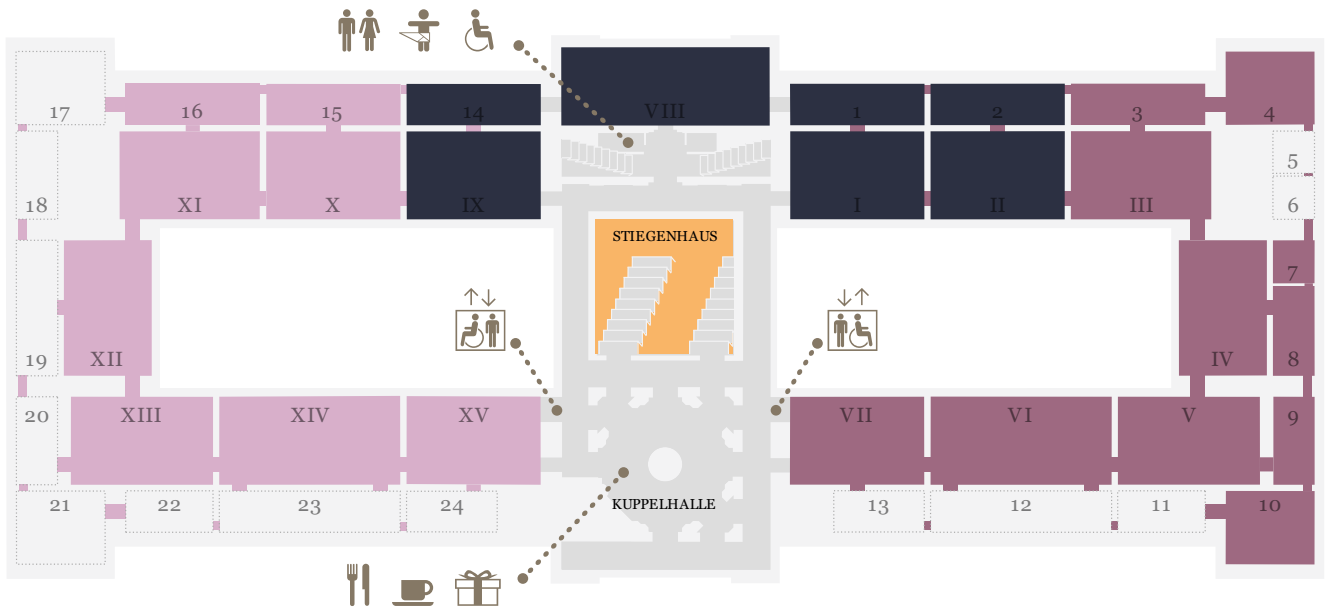 17
16
15
14
VIII
1
2
3
4
5
18
XI
X
IX
I
II
III
6
STIEGENHAUS
7
19
XII
IV
8
20
XIII
XIV
XV
VII
VI
V
9
21
22
23
24
KUPPELHALLE
13
12
11
10